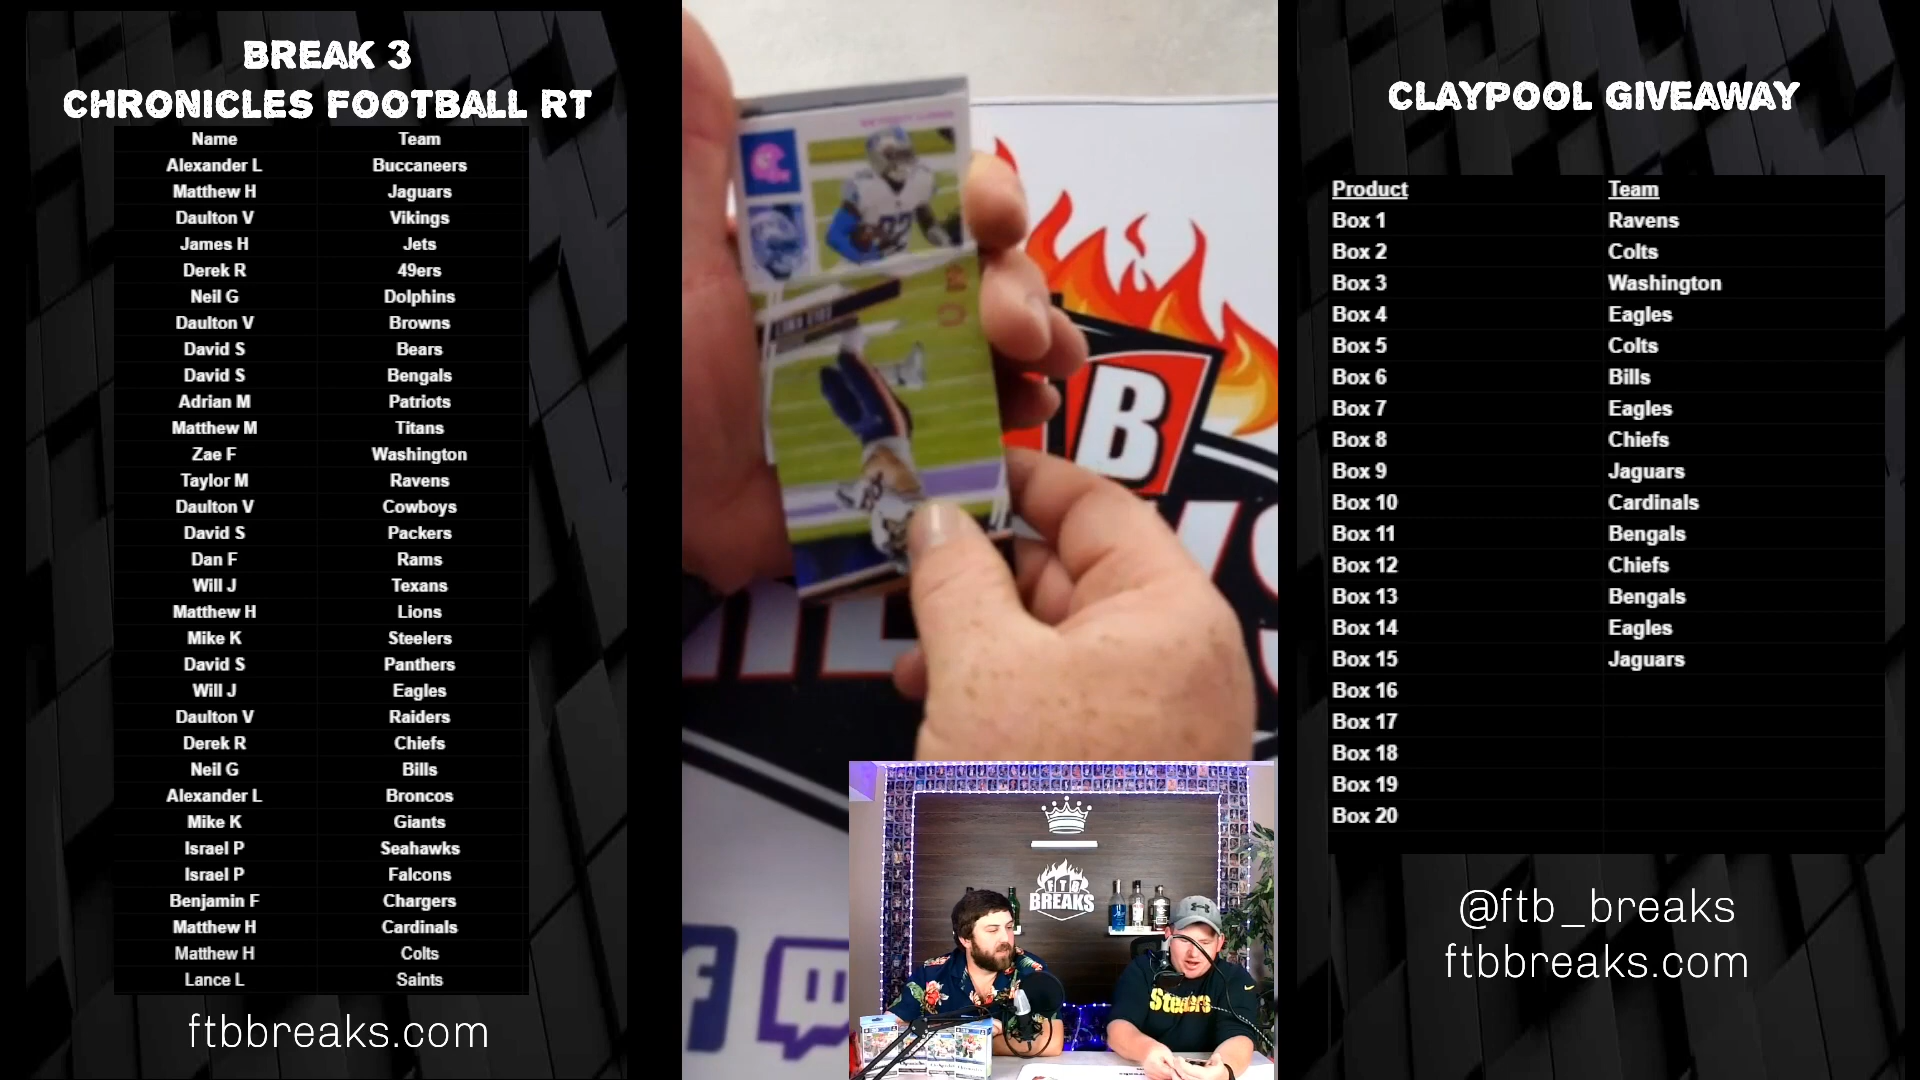 BREAK 3
CHRONICLES FOOTBALL RT
Name Team
Alexander L Buccaneers
Matthew H Jaguars
Daulton V Vikings
James H Jets
Derek R 49ers
Neil G Dolphins
Daulton V Browns
David S Bears
David S Bengals
Adrian M Patriots
Matthew M Titans
Zae F Washington
Taylor M Ravens
Daulton V Cowboys
David S Packers
Dan F Rams
Will J Texans
Matthew H Lions
Mike K Steelers
David S Panthers
Will J Eagles
Daulton V Raiders
Derek R Chiefs
Neil G Bills
Alexander L Broncos
Mike K Giants
Israel P Seahawks
Israel P Falcons
Benjamin F Chargers
Matthew H Cardinals
Matthew H Colts
Lance L Saints
ftbbreaks.com
B
FTB
BREAKS
Steelers
CLAYPOOL GIVEAWAY
Product Team
Box 1 Ravens
Box 2 Colts
Box 3 Washington
Box 4 Eagles
Box 5 Colts
Box 6 Bills
Box 7 Eagles
Box 8 Chiefs
Box 9 Jaguars
Box 10 Cardinals
Box 11 Bengals
Box 12 Chiefs
Box 13 Bengals
Box 14 Eagles
Box 15 Jaguars
Box 16
Box 17
Box 18
Box 19
Box 20
@ftb_breaks
ftbbreaks.com